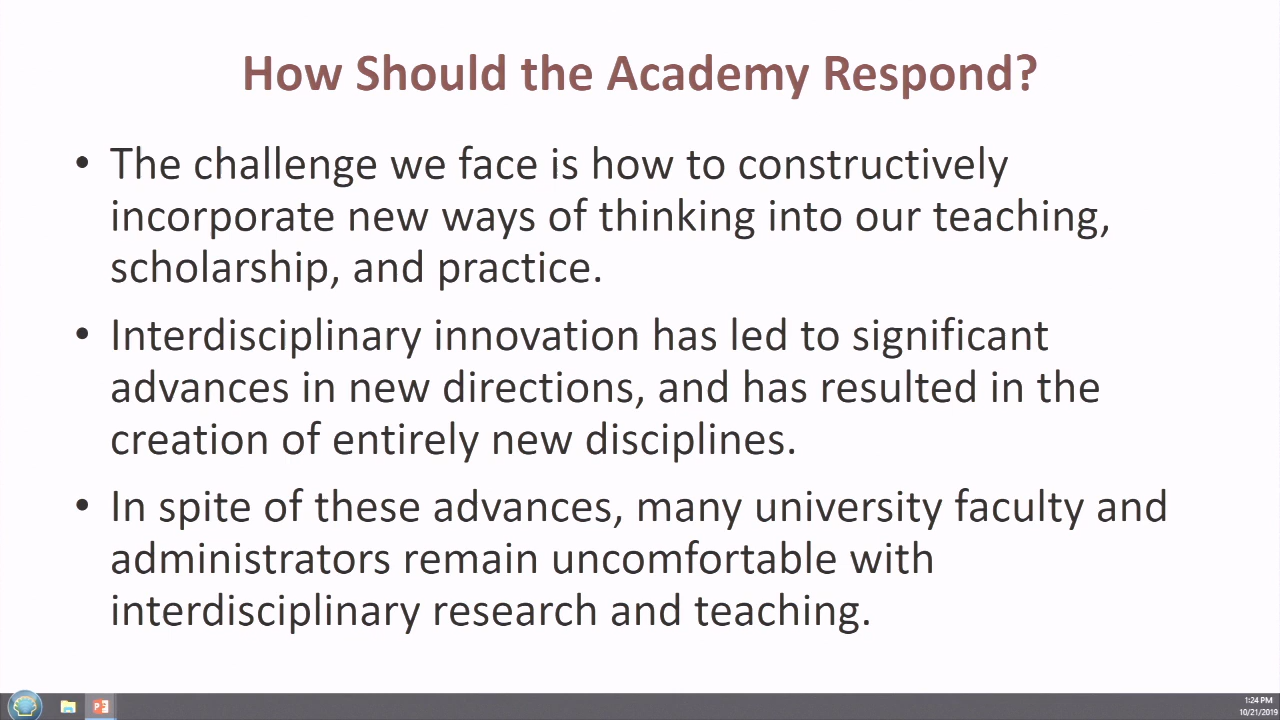 How Should the Academy Respond?
• The challenge we face is how to constructively
incorporate new ways of thinking into our teaching,
scholarship, and practice.
• Interdisciplinary innovation has led to significant
advances in new directions, and has resulted in the
creation of entirely new disciplines.
• In spite of these advances, many university faculty and
administrators remain uncomfortable with
interdisciplinary research and teaching.
1:24 PM
10/21/2019